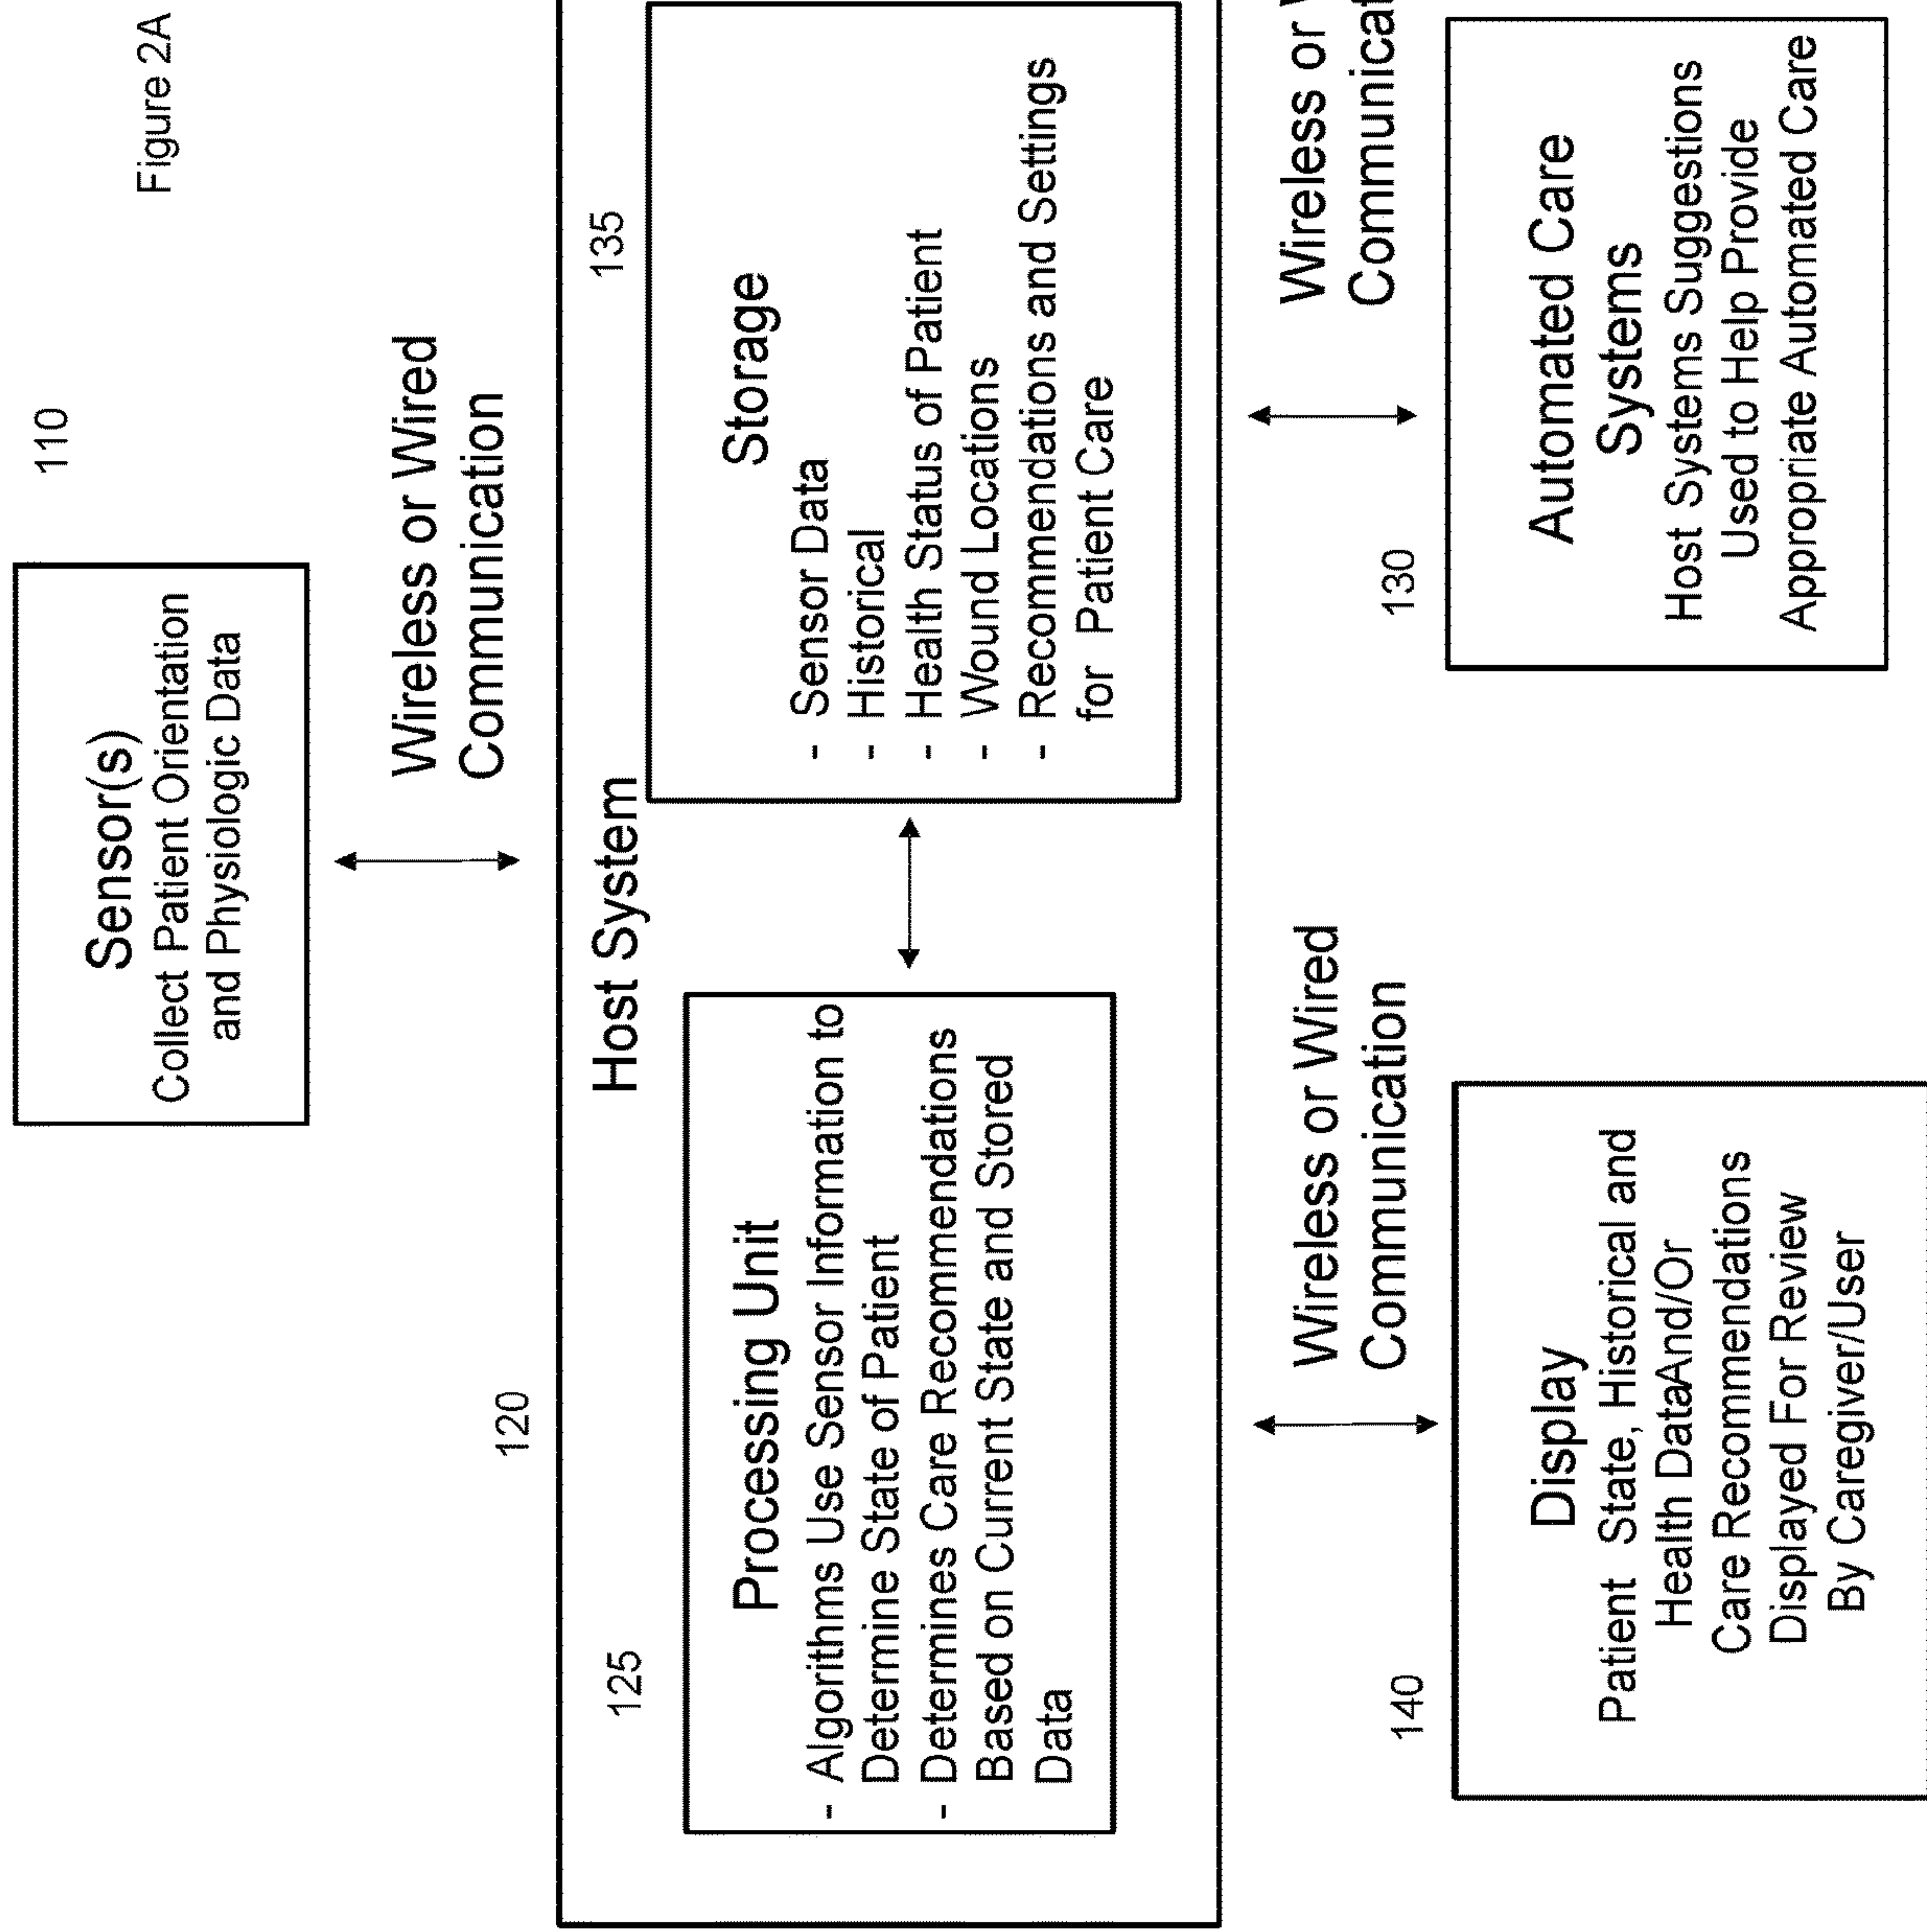 Figure 2A
110
Sensor(s)
Collect Patient Orientation
and Physiologic Data
Wireless or Wired
Communication
120
Host System
125
Processing Unit
- Algorithms Use Sensor Information to
Determine State of Patient
- Determines Care Recommendations
Based on Current State and Stored
Data
135
Storage
- Sensor Data
- Historical
- Health Status of Patient
- Wound Locations
- Recommendations and Settings
for Patient Care
Wireless or Wired
Communication
140
Display
Patient State, Historical and
Health DataAnd/Or
Care Recommendations
Displayed For Review
By Caregiver/User
Wireless or
130
Automated Care
Systems
Host Systems Suggestions
Used to Help Provide
Appropriate Automated Care